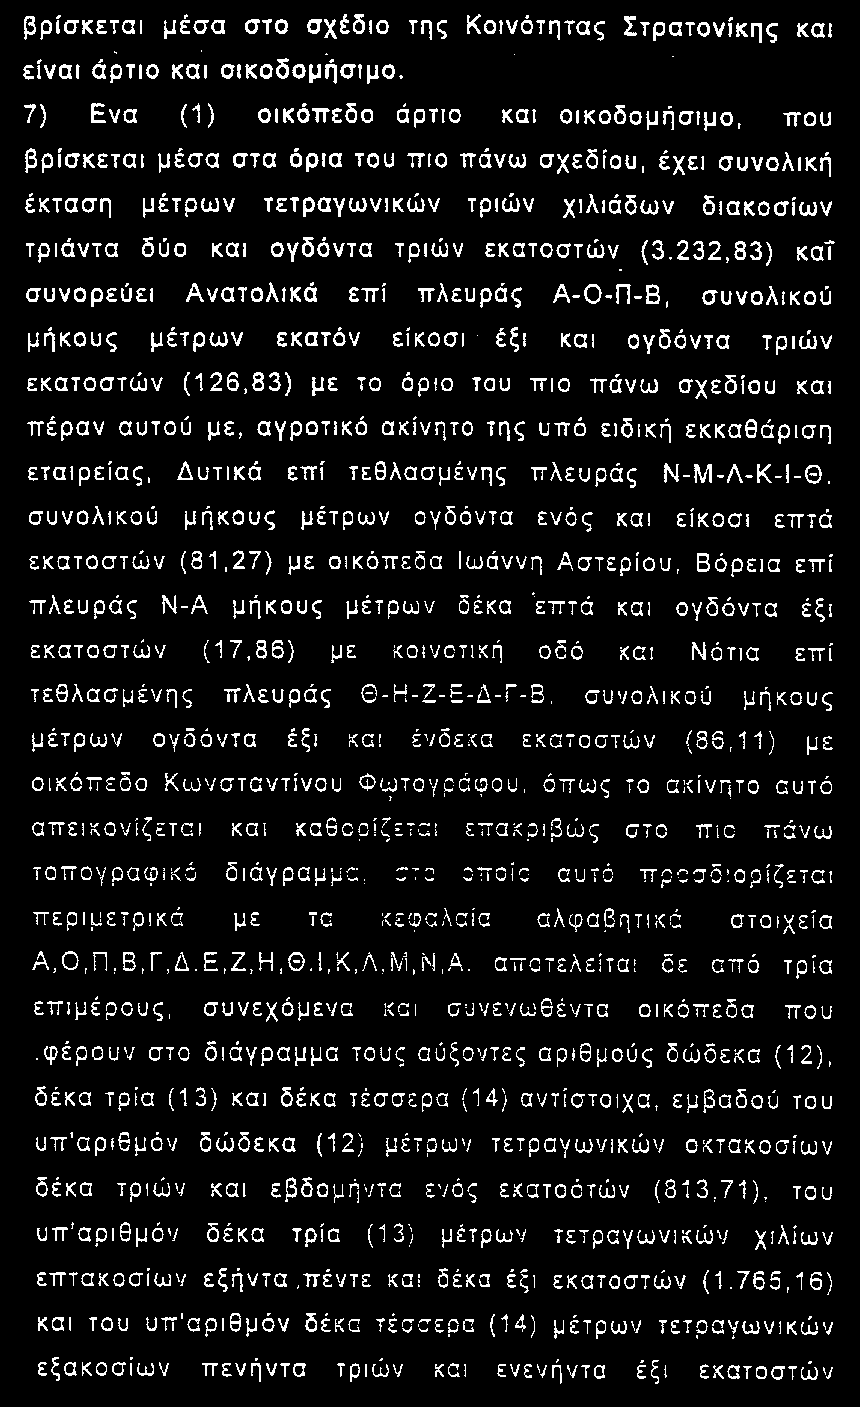 βρίσκεται μέσα στο σχέδιο της Κοινότητας Στρατονίκης και
είναι άρτιο και οικοδομήσιμο.
7) Ενα (1) οικόπεδο άρτιο και οικοδομήσιμο, που
βρίσκεται μέσα στα όρια του πιο πάνω σχεδίου, έχει συνολική
έκταση μέτρων τετραγωνικών τριών χιλιάδων διακοσίων
τριάντα δύο και ογδόντα τριών εκατοστών (3.232,83) και
συνορεύει Ανατολικά επί πλευράς Α-Ο-Π-Β, συνολικού
μήκους μέτρων εκατόν είκοσι έξι και ογδόντα τριών
εκατοστών (126,83) με το όριο του πιο πάνω σχεδίου και
πέραν αυτού με, αγροτικό ακίνητο της υπό ειδική εκκαθάριση
εταιρείας, Δυτικά επί τεθλασμένης πλευράς Ν-Μ-Λ-Κ-Ι-Θ,
συνολικού μήκους μέτρων ογδόντα ενός και είκοσι επτά
εκατοστών (81,27) με οικόπεδα Ιωάννη Αστερίου, Βόρεια επί
πλευράς Ν-Α μήκους μέτρων δέκα επτά και ογδόντα έξι
εκατοστών (17,86) με κοινοτική οδό και Νότια επί
τεθλασμένης πλευράς Θ-Η-Ζ-Ε-Δ-Γ-Β, συνολικού μήκους
μέτρων ογδόντα έξι και ένδεκα εκατοστών (86,11) με
οικόπεδο Κωνσταντίνου Φωτογράφου, όπως το ακίνητο αυτό
απεικονίζεται και καθορίζεται επακριβώς στο πιο πάνω
τοπογραφικό διάγραμμα, στο οποίο αυτό προσδιορίζεται
περιμετρικά με τα κεφαλαία αλφαβητικά στοιχεία
Α,Ο,Π,Β,Γ,Δ,Ε,Ζ,Η,Θ,Ι,Κ,Λ,Μ,Ν,Α, αποτελείται δε από τρία
επιμέρους, συνεχόμενα και συνενωθέντα οικόπεδα που
.φέρουν στο διάγραμμα τους αύξοντες αριθμούς δώδεκα (12),
δέκα τρία (13) και δέκα τέσσερα (14) αντίστοιχα, εμβαδού του
υπ'αριθμόν δώδεκα (12) μέτρων τετραγωνικών οκτακοσίων
δέκα τριών και εβδομήντα ενός εκατοστών (813,71), του
υπ'αριθμόν δέκα τρία (13) μέτρων τετραγωνικών χιλίων
επτακοσίων εξήντα,πέντε και δέκα έξι εκατοστών (1.765,16)
και του υπ'αριθμόν δέκα τέσσερα (14) μέτρων τετραγωνικών
εξακοσίων πενήντα τριών και ενενήντα έξι εκατοστών